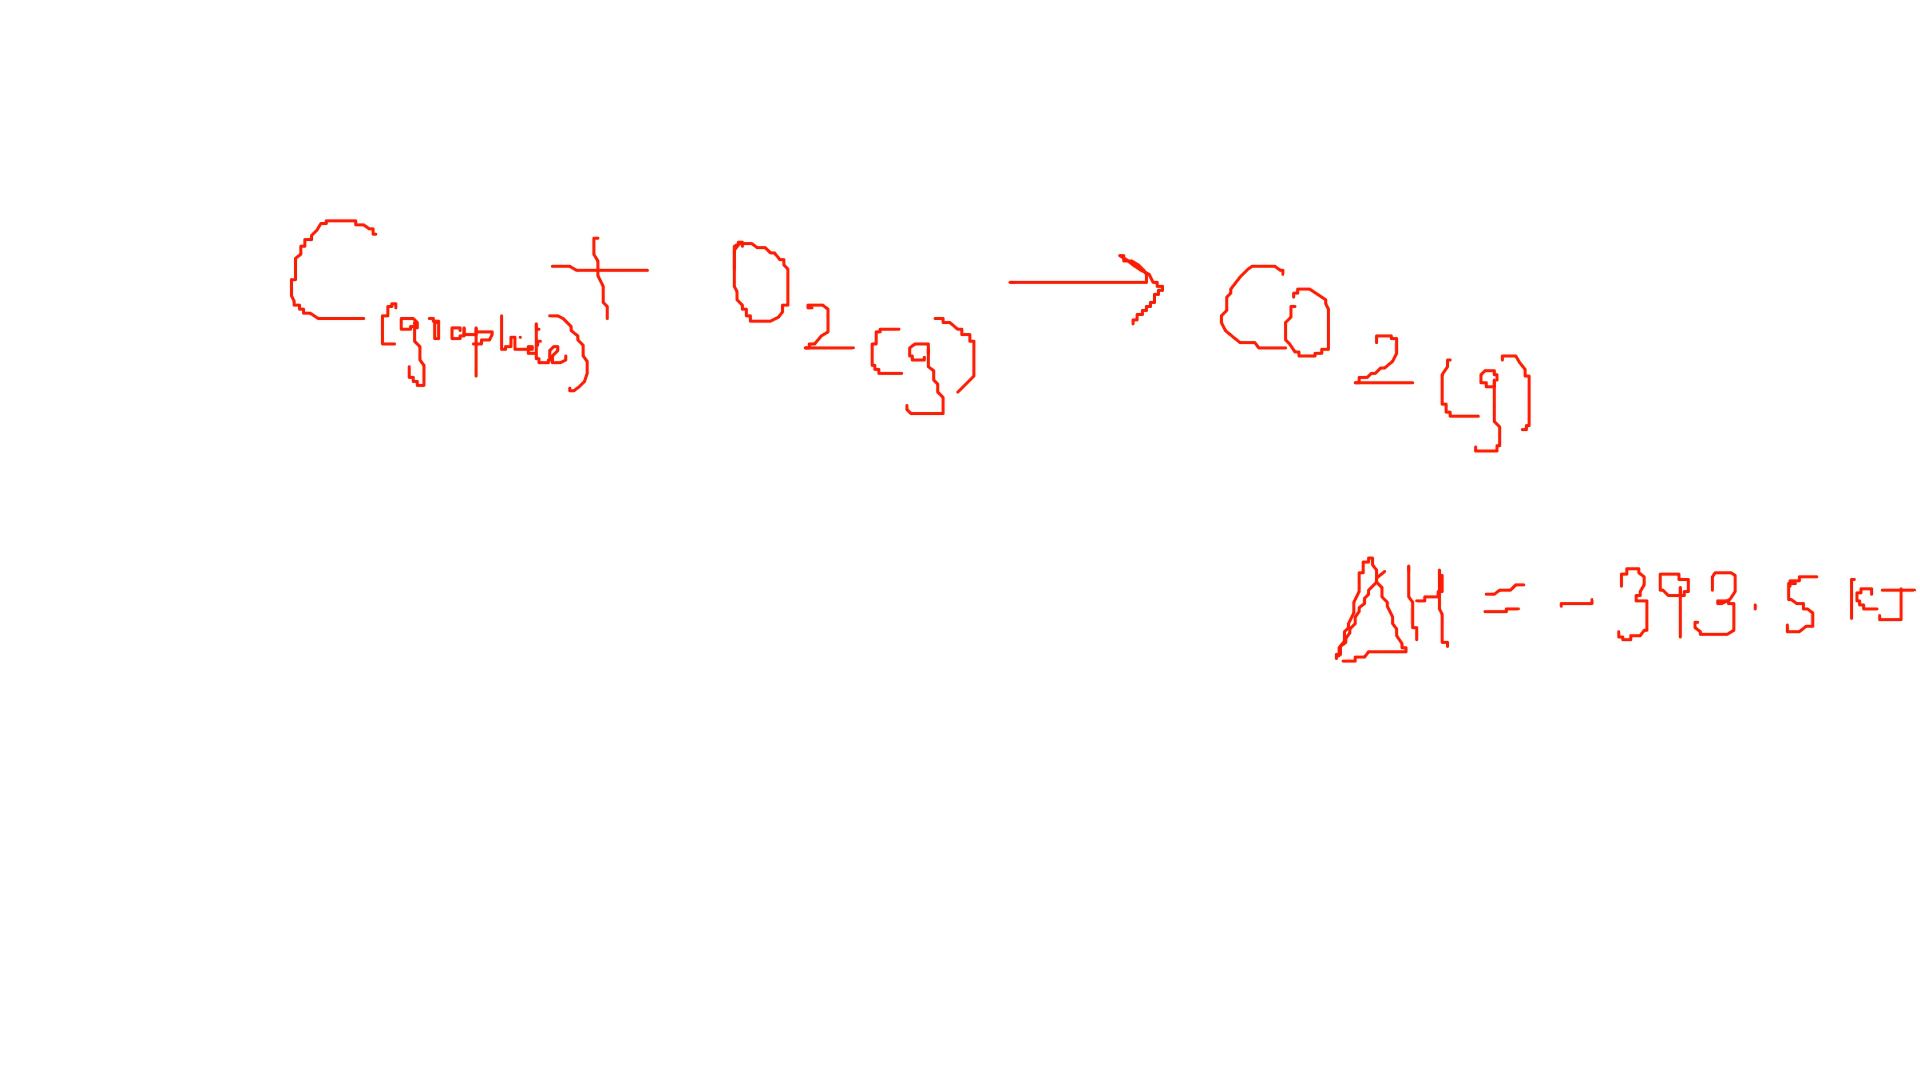 C(graphite) + O2(g) → CO2(g)
ΔH = -393.5 KJ